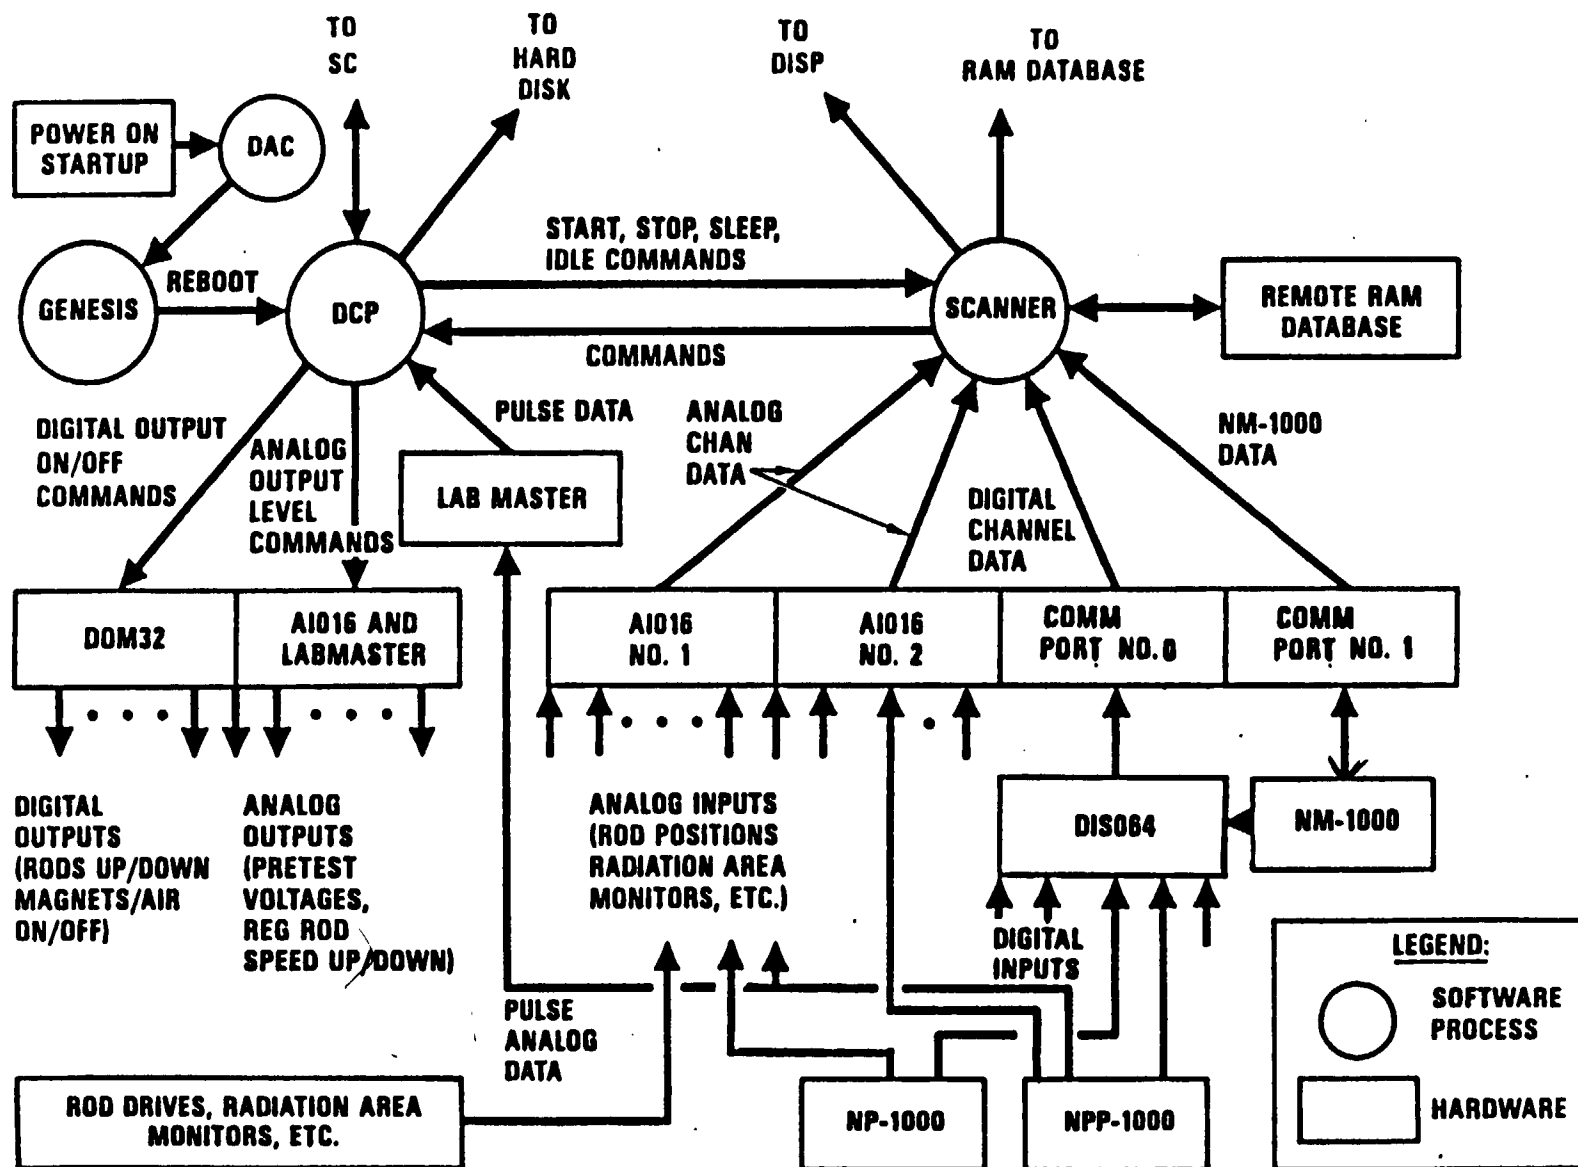 TO
SC
TO
HARD
DISK
TO
DISP
TO
RAM DATABASE
POWER ON
STARTUP
DAC
START, STOP, SLEEP,
IDLE COMMANDS
GENESIS
REBOOT
DCP
SCANNER
REMOTE RAM
DATABASE
COMMANDS
DIGITAL OUTPUT
ON/OFF
COMMANDS
ANALOG
OUTPUT
LEVEL
COMMANDS
PULSE DATA
LAB MASTER
ANALOG
CHAN
DATA
DIGITAL
CHANNEL
DATA
NM-1000
DATA
DOM32
AIO16 AND
LABMASTER
AIO16
NO. 1
AIO16
NO. 2
COMM
PORT NO. 0
COMM
PORT NO. 1
DIGITAL
OUTPUTS
(RODS UP/DOWN
MAGNETS/AIR
ON/OFF)
ANALOG
OUTPUTS
(PRETEST
VOLTAGES,
REG ROD
SPEED UP/DOWN)
ANALOG INPUTS
(ROD POSITIONS
RADIATION AREA
MONITORS, ETC.)
DISO64
NM-1000
DIGITAL
INPUTS
PULSE
ANALOG
DATA
ROD DRIVES, RADIATION AREA
MONITORS, ETC.
NP-1000
NPP-1000
LEGEND:
SOFTWARE
PROCESS
HARDWARE